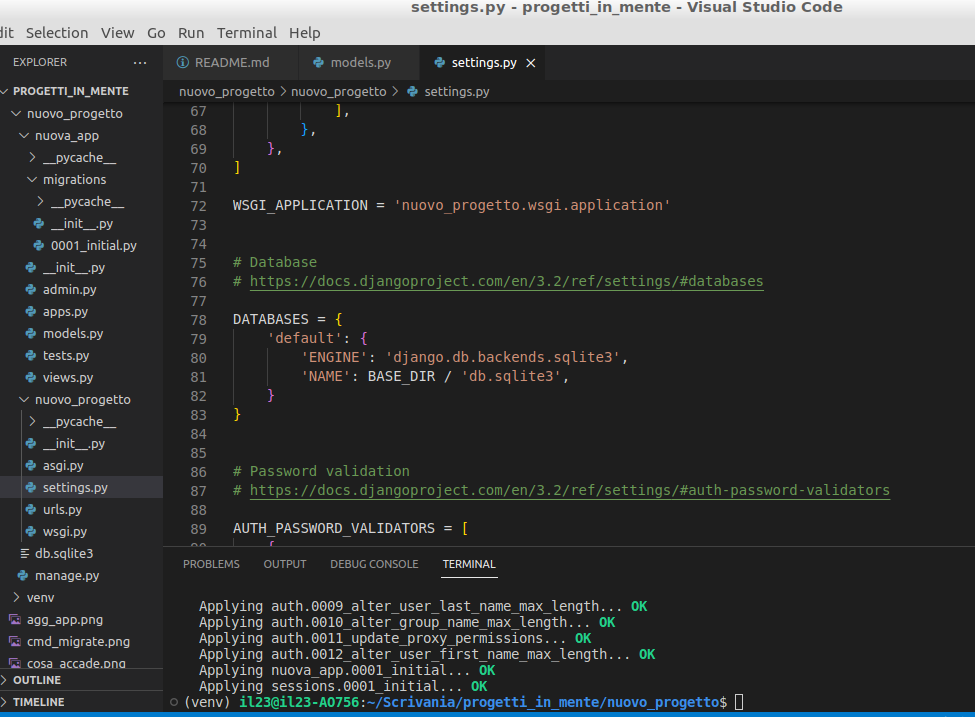 settings.py - progetti_in_mente - Visual Studio Code
dit Selection View Go Run Terminal Help
EXPLORER
PROGETTI_IN_MENTE
nuovo_progetto
nuova_app
__pycache__
migrations
__pycache__
__init__.py
0001_initial.py
__init__.py
admin.py
apps.py
models.py
tests.py
views.py
nuovo_progetto
__pycache__
__init__.py
asgi.py
settings.py
urls.py
wsgi.py
db.sqlite3
manage.py
venv
agg_app.png
cmd_migrate.png
cosa_accade.png
OUTLINE
TIMELINE
README.md models.py settings.py
nuovo_progetto > nuovo_progetto > settings.py
67 ],
68 },
69 },
70 ]
71
72 WSGI_APPLICATION = 'nuovo_progetto.wsgi.application'
73
74
75 # Database
76 # https://docs.djangoproject.com/en/3.2/ref/settings/#databases
77
78 DATABASES = {
79 'default': {
80 'ENGINE': 'django.db.backends.sqlite3',
81 'NAME': BASE_DIR / 'db.sqlite3',
82 }
83 }
84
85
86 # Password validation
87 # https://docs.djangoproject.com/en/3.2/ref/settings/#auth-password-validators
88
89 AUTH_PASSWORD_VALIDATORS = [
90 {
PROBLEMS OUTPUT DEBUG CONSOLE TERMINAL
Applying auth.0009_alter_user_last_name_max_length... OK
Applying auth.0010_alter_group_name_max_length... OK
Applying auth.0011_update_proxy_permissions... OK
Applying auth.0012_alter_user_first_name_max_length... OK
Applying nuova_app.0001_initial... OK
Applying sessions.0001_initial... OK
(venv) il23@il23-AO756:~/Scrivania/progetti_in_mente/nuovo_progetto$